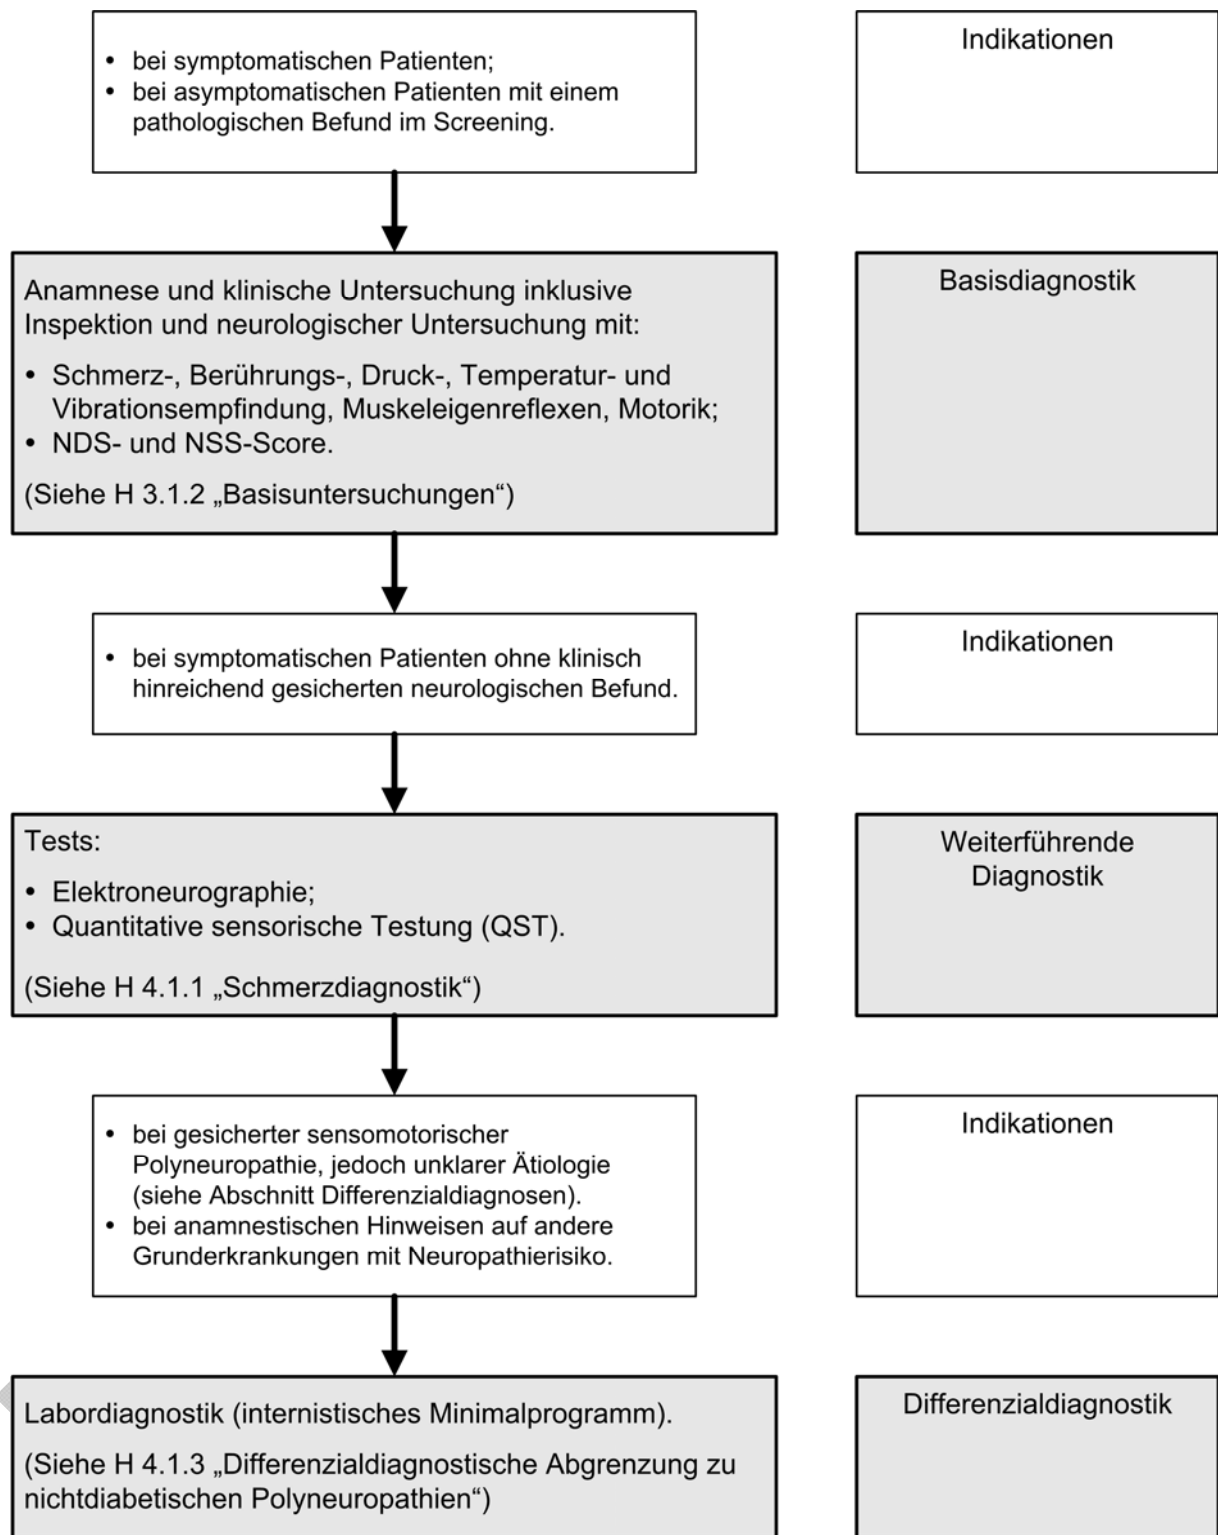 • bei symptomatischen Patienten;
• bei asymptomatischen Patienten mit einem
pathologischen Befund im Screening.
Indikationen
Anamnese und klinische Untersuchung inklusive
Inspektion und neurologischer Untersuchung mit:
• Schmerz-, Berührungs-, Druck-, Temperatur- und
Vibrationsempfindung, Muskeleigenreflexen, Motorik;
• NDS- und NSS-Score.
(Siehe H 3.1.2 „Basisuntersuchungen“)
Basisdiagnostik
• bei symptomatischen Patienten ohne klinisch
hinreichend gesicherten neurologischen Befund.
Indikationen
Tests:
• Elektroneurographie;
• Quantitative sensorische Testung (QST).
(Siehe H 4.1.1 „Schmerzdiagnostik“)
Weiterführende
Diagnostik
• bei gesicherter sensomotorischer
Polyneuropathie, jedoch unklarer Ätiologie
(siehe Abschnitt Differenzialdiagnosen).
• bei anamnestischen Hinweisen auf andere
Grunderkrankungen mit Neuropathierisiko.
Indikationen
Labordiagnostik (internistisches Minimalprogramm).
(Siehe H 4.1.3 „Differenzialdiagnostische Abgrenzung zu
nichtdiabetischen Polyneuropathien“)
Differenzialdiagnostik